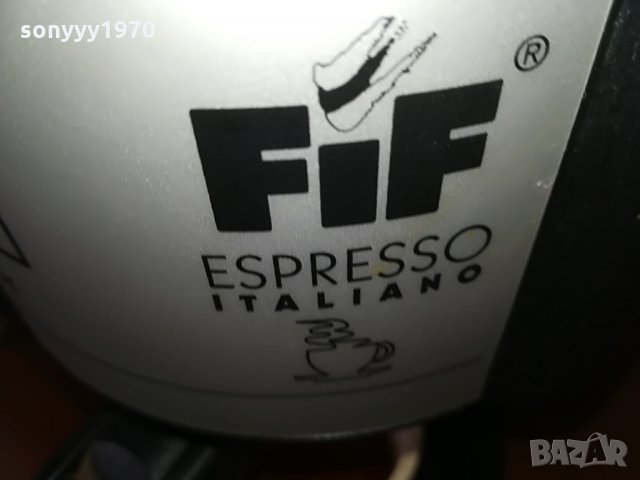 sonyyy1970
®
FiF
ESPRESSO
ITALIANO
BAZAR